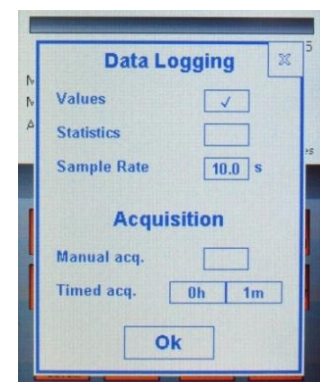 Data Logging X
Values ✓
Statistics
Sample Rate 10.0 s
Acquisition
Manual acq.
Timed acq. 0h 1m
Ok